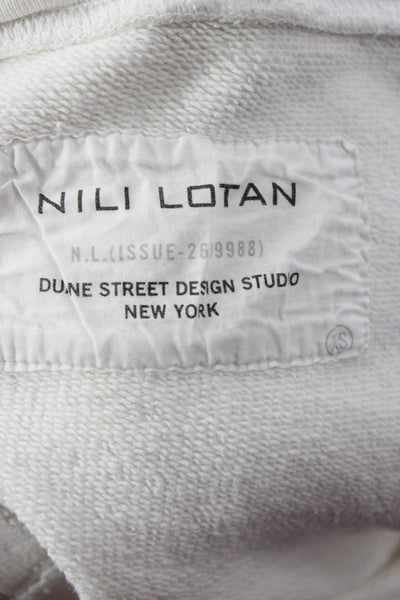 NILI LOTAN
N.L.(ISSUE-26/9988)
DUANE STREET DESIGN STUDIO
NEW YORK
XS